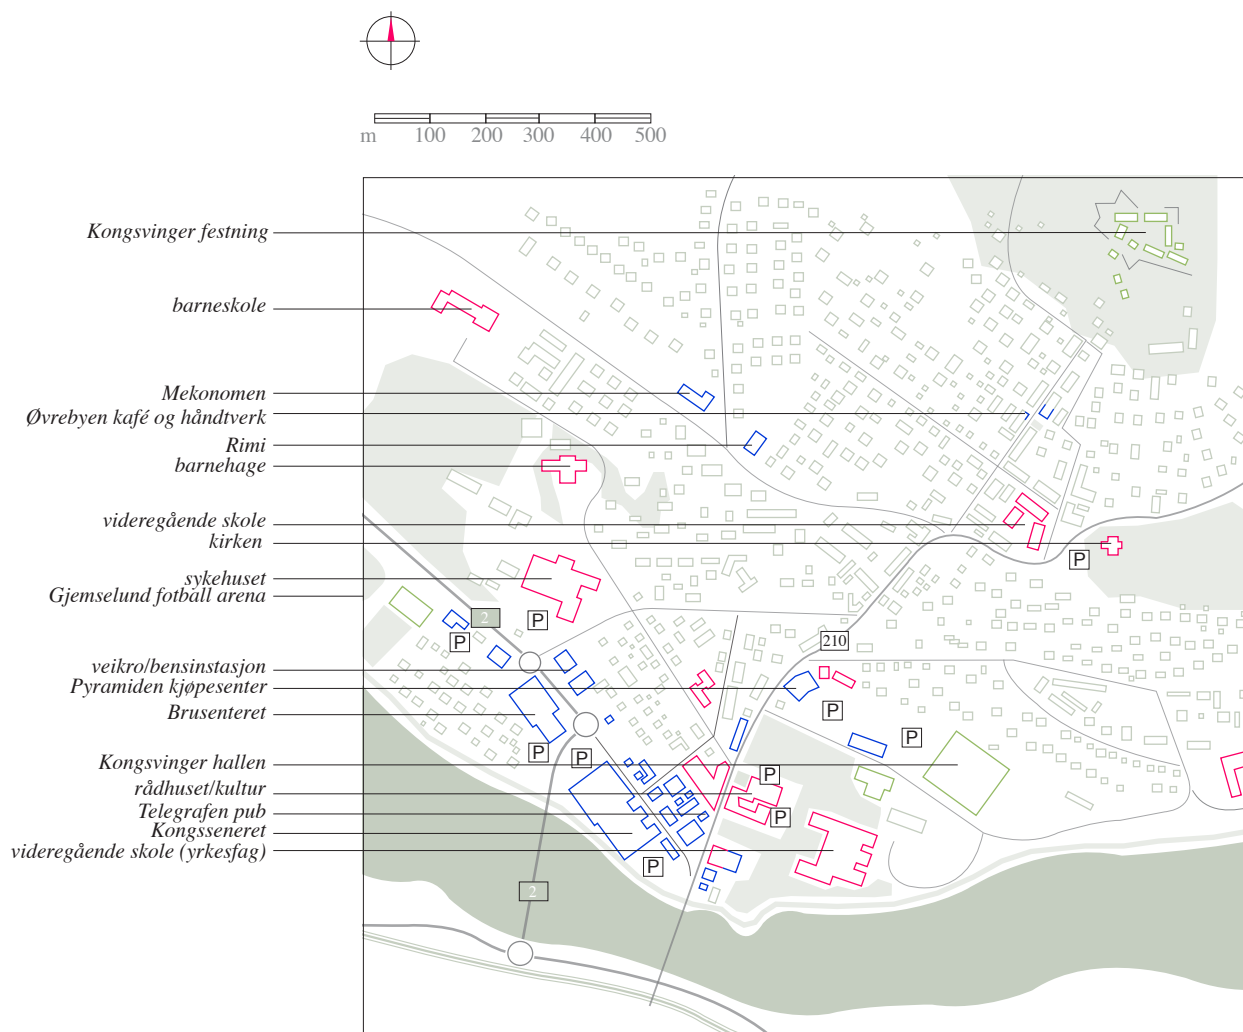 m 100 200 300 400 500
Kongsvinger festning
barneskole
Mekonomen
Øvrebyen kafé og håndtverk
Rimi
barnehage
videregående skole
kirken
P
sykehuset
Gjemselund fotball arena
2
P
P
210
veikro/bensinstasjon
Pyramiden kjøpesenter
Brusenteret
P
P
P
P
Kongsvinger hallen
P
rådhuset/kultur
Telegrafen pub
P
Kongsseneret
videregående skole (yrkesfag)
P
2